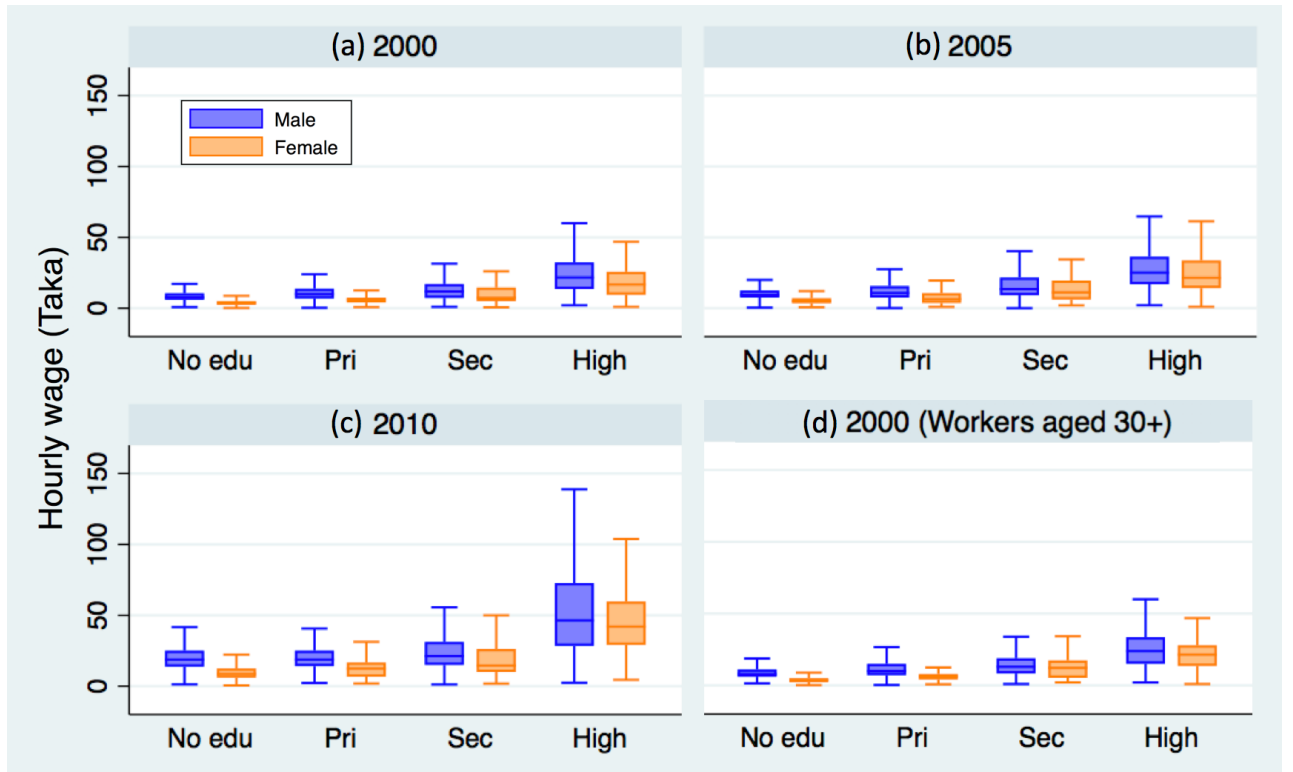 (a) 2000
(b) 2005
Hourly wage (Taka)
150
100
50
0
Male
Female
No edu Pri Sec High
No edu Pri Sec High
(c) 2010
(d) 2000 (Workers aged 30+)
150
100
50
0
No edu Pri Sec High
No edu Pri Sec High